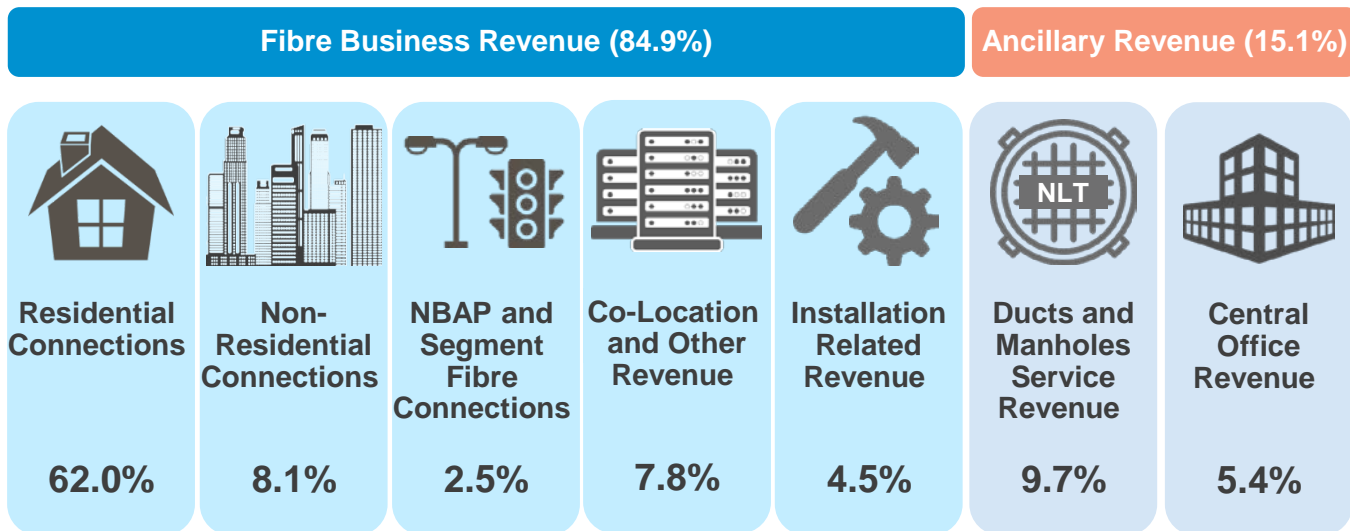 Fibre Business Revenue (84.9%)
Ancillary Revenue (15.1%)
Residential
Connections
62.0%
Non-
Residential
Connections
8.1%
NBAP and
Segment
Fibre
Connections
2.5%
Co-Location
and Other
Revenue
7.8%
Installation
Related
Revenue
4.5%
NLT
Ducts and
Manholes
Service
Revenue
9.7%
Central
Office
Revenue
5.4%